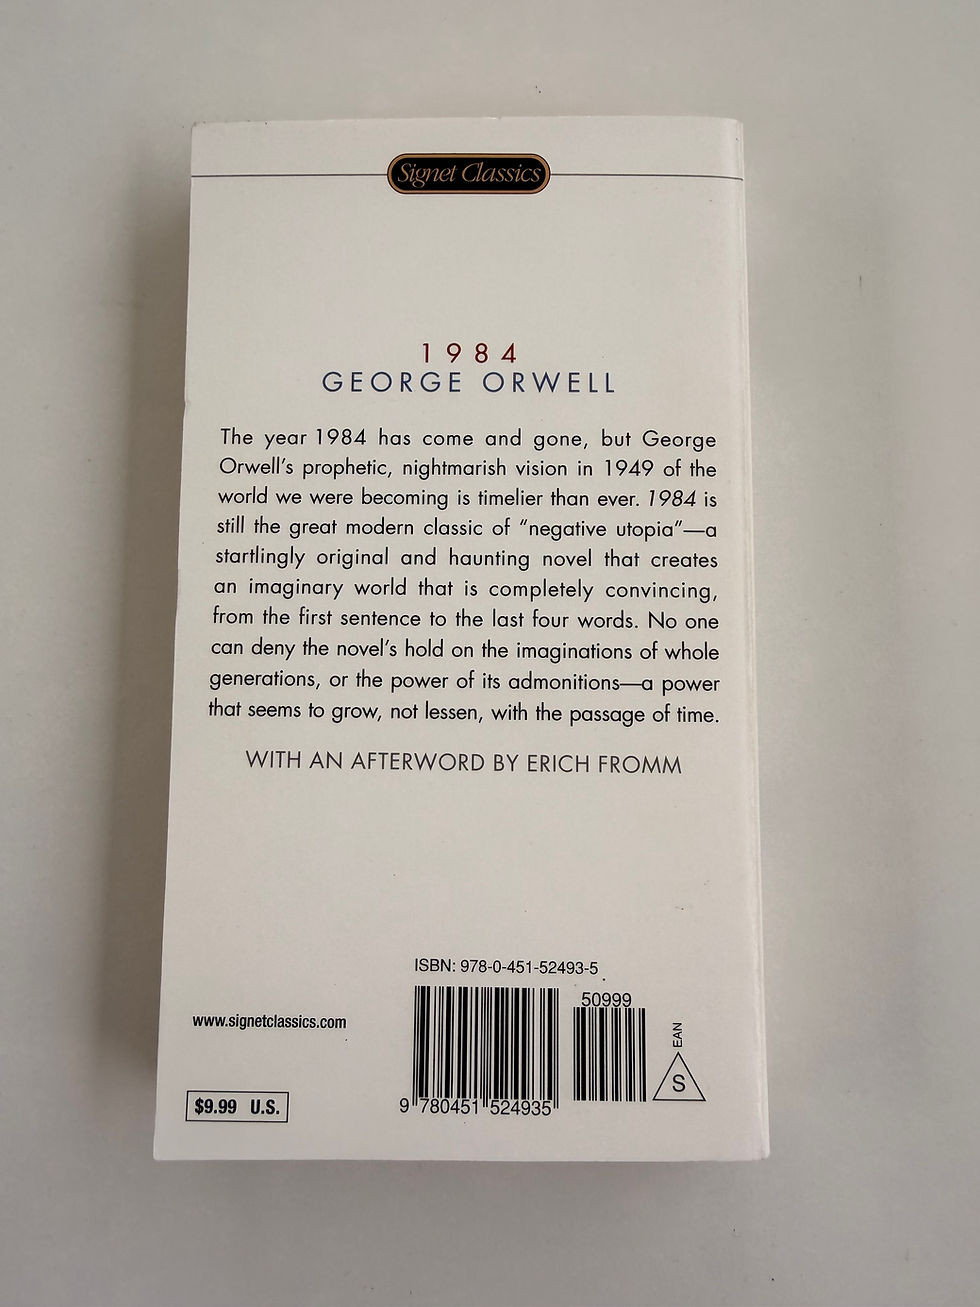 Signet Classics
1984
GEORGE ORWELL
The year 1984 has come and gone, but George
Orwell's prophetic, nightmarish vision in 1949 of the
world we were becoming is timelier than ever. 1984 is
still the great modern classic of “negative utopia”—a
startlingly original and haunting novel that creates
an imaginary world that is completely convincing,
from the first sentence to the last four words. No one
can deny the novel's hold on the imaginations of whole
generations, or the power of its admonitions—a power
that seems to grow, not lessen, with the passage of time.
WITH AN AFTERWORD BY ERICH FROMM
ISBN: 978-0-451-52493-5
50999
www.signetclassics.com
EAN
S
$9.99 U.S.
9 780451 524935